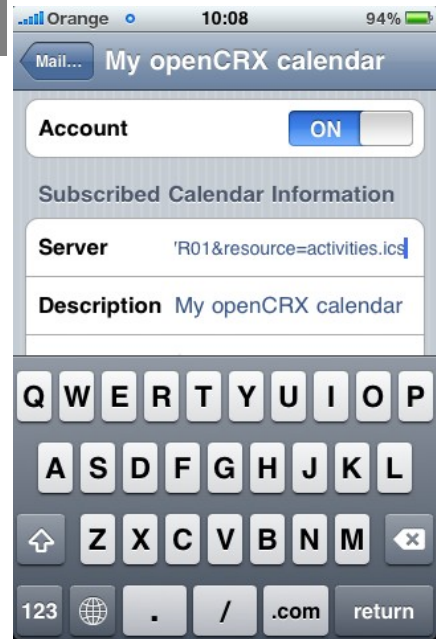 Orange 10:08 94%
Mail... My openCRX calendar
Account ON
Subscribed Calendar Information
Server 'R01&resource=activities.ics
Description My openCRX calendar
Q W E R T Y U I O P
A S D F G H J K L
Z X C V B N M
123 . / .com return